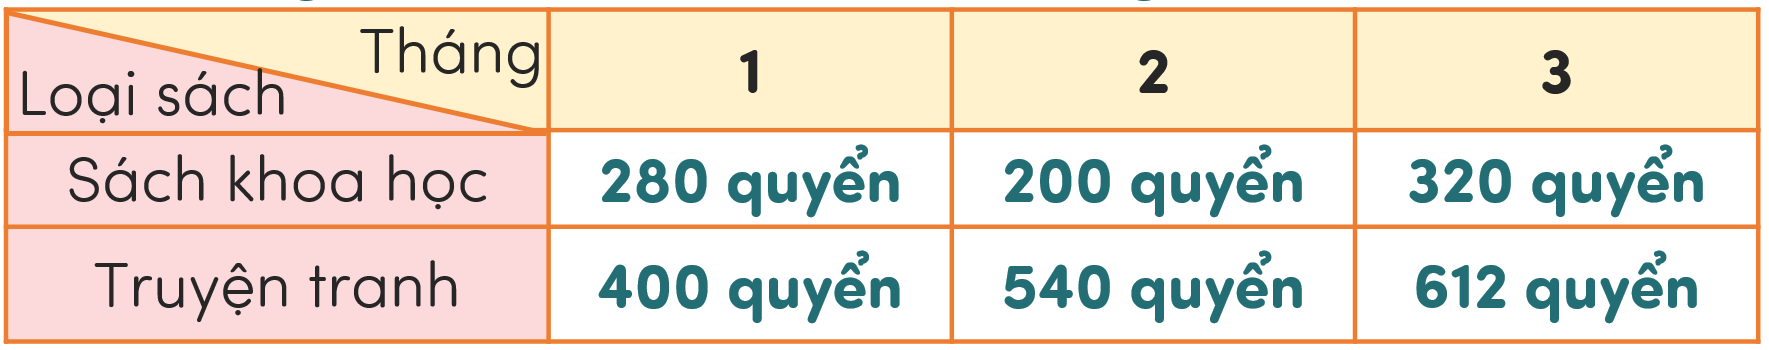 Tháng 1 2 3
Loại sách
Sách khoa học 280 quyển 200 quyển 320 quyển
Truyện tranh 400 quyển 540 quyển 612 quyển